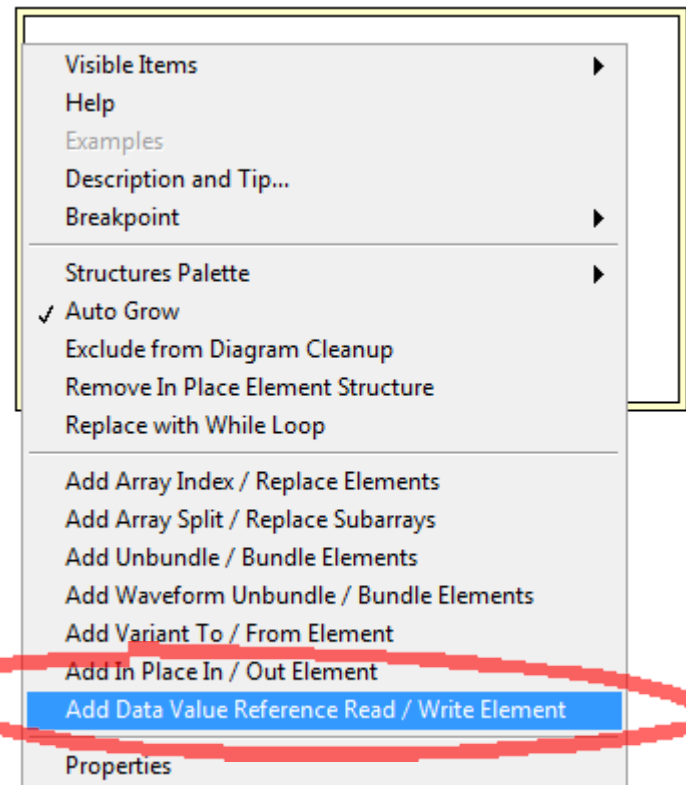 Visible Items
Help
Examples
Description and Tip...
Breakpoint
Structures Palette
Auto Grow
Exclude from Diagram Cleanup
Remove In Place Element Structure
Replace with While Loop
Add Array Index / Replace Elements
Add Array Split / Replace Subarrays
Add Unbundle / Bundle Elements
Add Waveform Unbundle / Bundle Elements
Add Variant To / From Element
Add In Place In / Out Element
Add Data Value Reference Read / Write Element
Properties